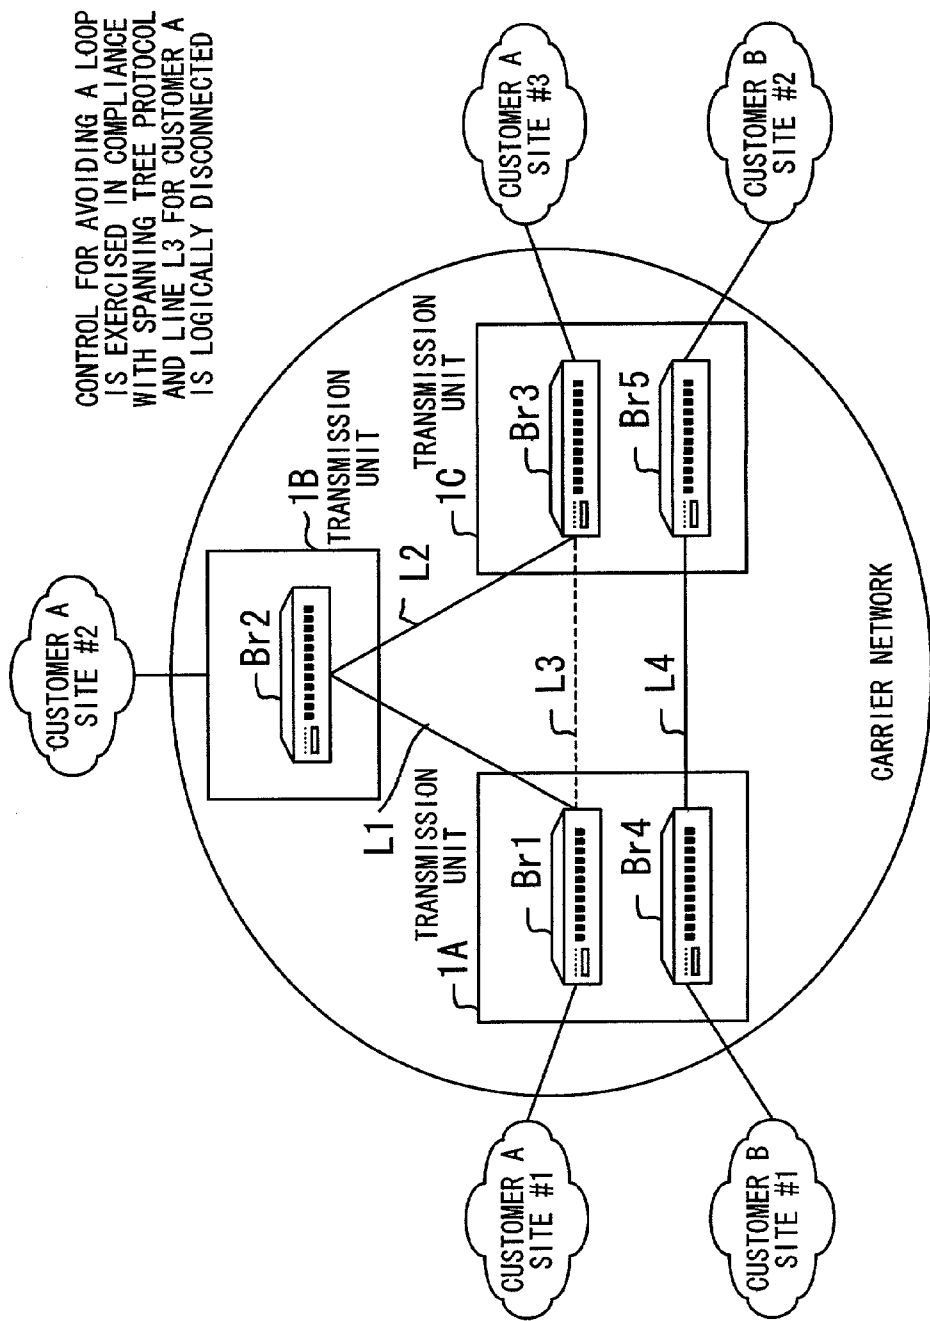 CONTROL FOR AVOIDING A LOOP
IS EXERCISED IN COMPLIANCE
WITH SPANNING TREE PROTOCOL
AND LINE L3 FOR CUSTOMER A
IS LOGICALLY DISCONNECTED
CUSTOMER A
SITE #2
Br2
1B
TRANSMISSION
UNIT
L1
L2
TRANSMISSION
UNIT
1A
Br1
Br4
L3
L4
TRANSMISSION
UNIT
1C
Br3
Br5
CUSTOMER A
SITE #1
CUSTOMER B
SITE #1
CUSTOMER A
SITE #3
CUSTOMER B
SITE #2
CARRIER NETWORK